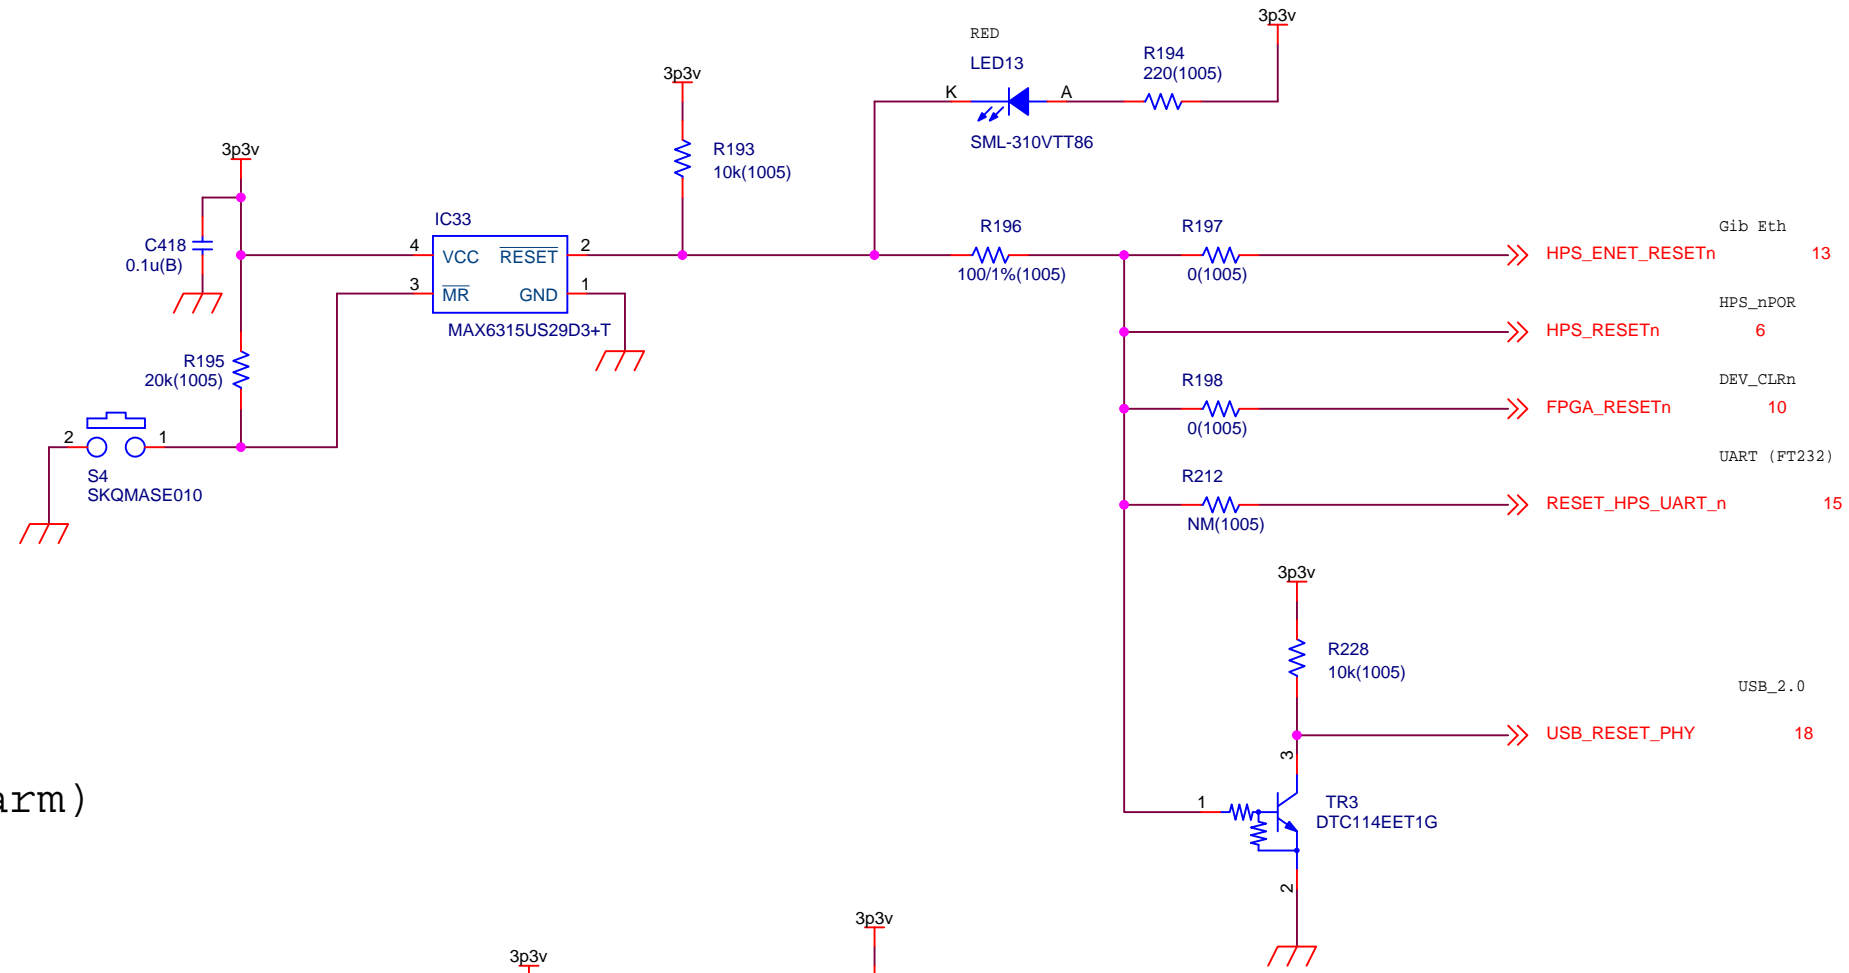 3p3v
RED
LED13
K
A
SML-310VTT86
R194
220(1005)
3p3v
R193
10k(1005)
3p3v
C418
0.1u(B)
IC33
4
VCC
RESET
2
3
MR
GND
1
MAX6315US29D3+T
R195
20k(1005)
2
1
S4
SKQMASE010
R196
100/1%(1005)
R197
0(1005)
Gib Eth
HPS_ENET_RESETn 13
HPS_nPOR
HPS_RESETn 6
R198
0(1005)
DEV_CLRn
FPGA_RESETn 10
UART (FT232)
R212
NM(1005)
RESET_HPS_UART_n 15
3p3v
R228
10k(1005)
USB_2.0
USB_RESET_PHY 18
3
1
TR3
DTC114EET1G
2
arm)
3p3v
3p3v